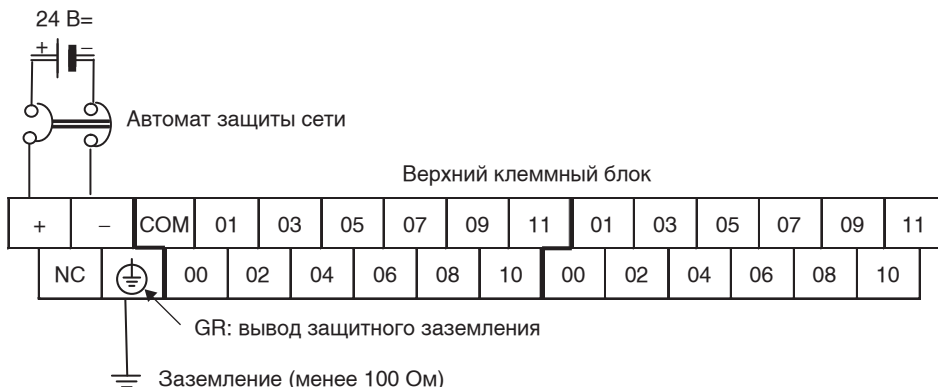 24 В=
+ −
Автомат защиты сети
Верхний клеммный блок
+ − COM 01 03 05 07 09 11 01 03 05 07 09 11
NC 00 02 04 06 08 10 00 02 04 06 08 10
GR: вывод защитного заземления
Заземление (менее 100 Ом)